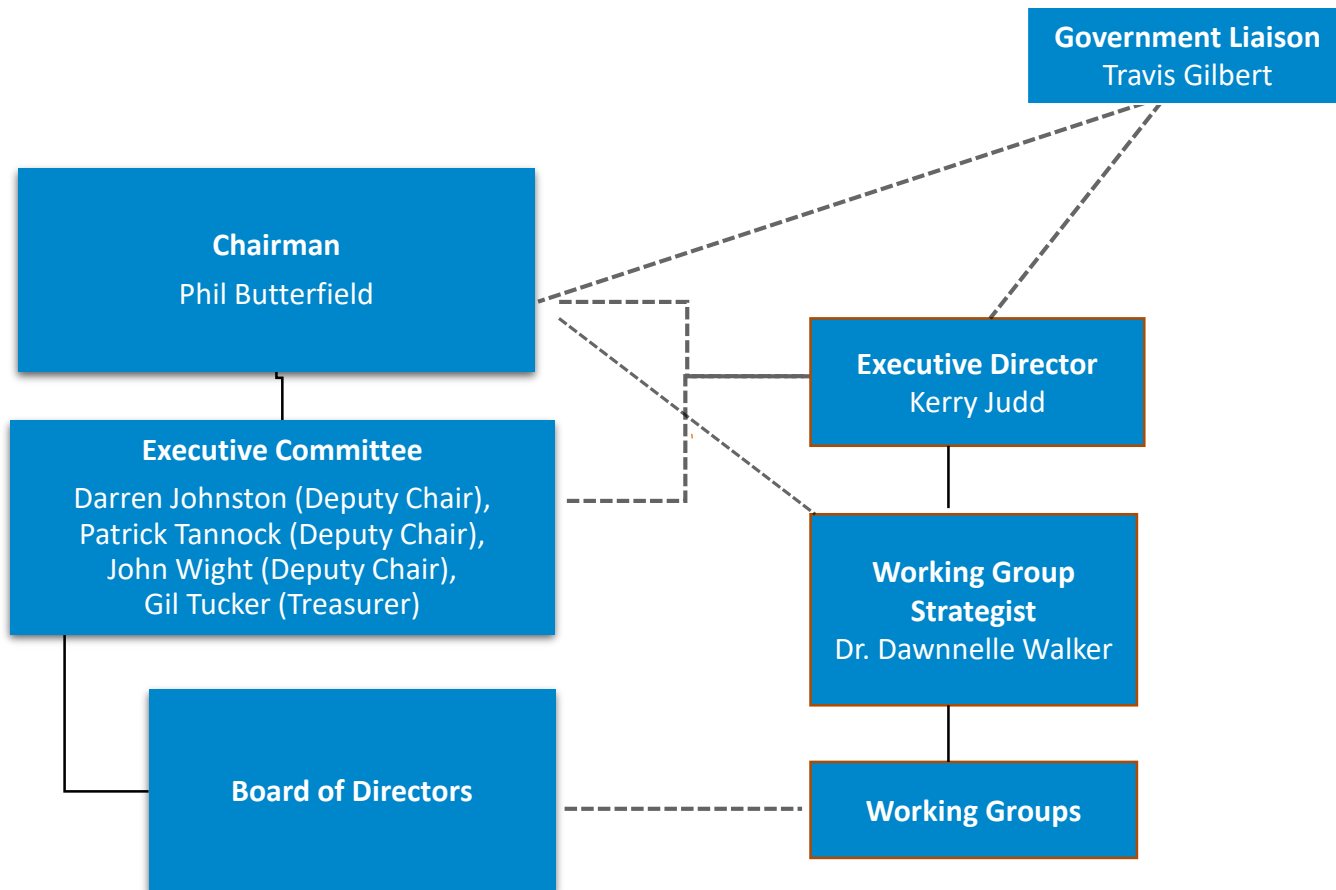 Government Liaison
Travis Gilbert
Chairman
Phil Butterfield
Executive Director
Kerry Judd
Executive Committee
Darren Johnston (Deputy Chair),
Patrick Tannock (Deputy Chair),
John Wight (Deputy Chair),
Gil Tucker (Treasurer)
Working Group
Strategist
Dr. Dawnnelle Walker
Board of Directors
Working Groups